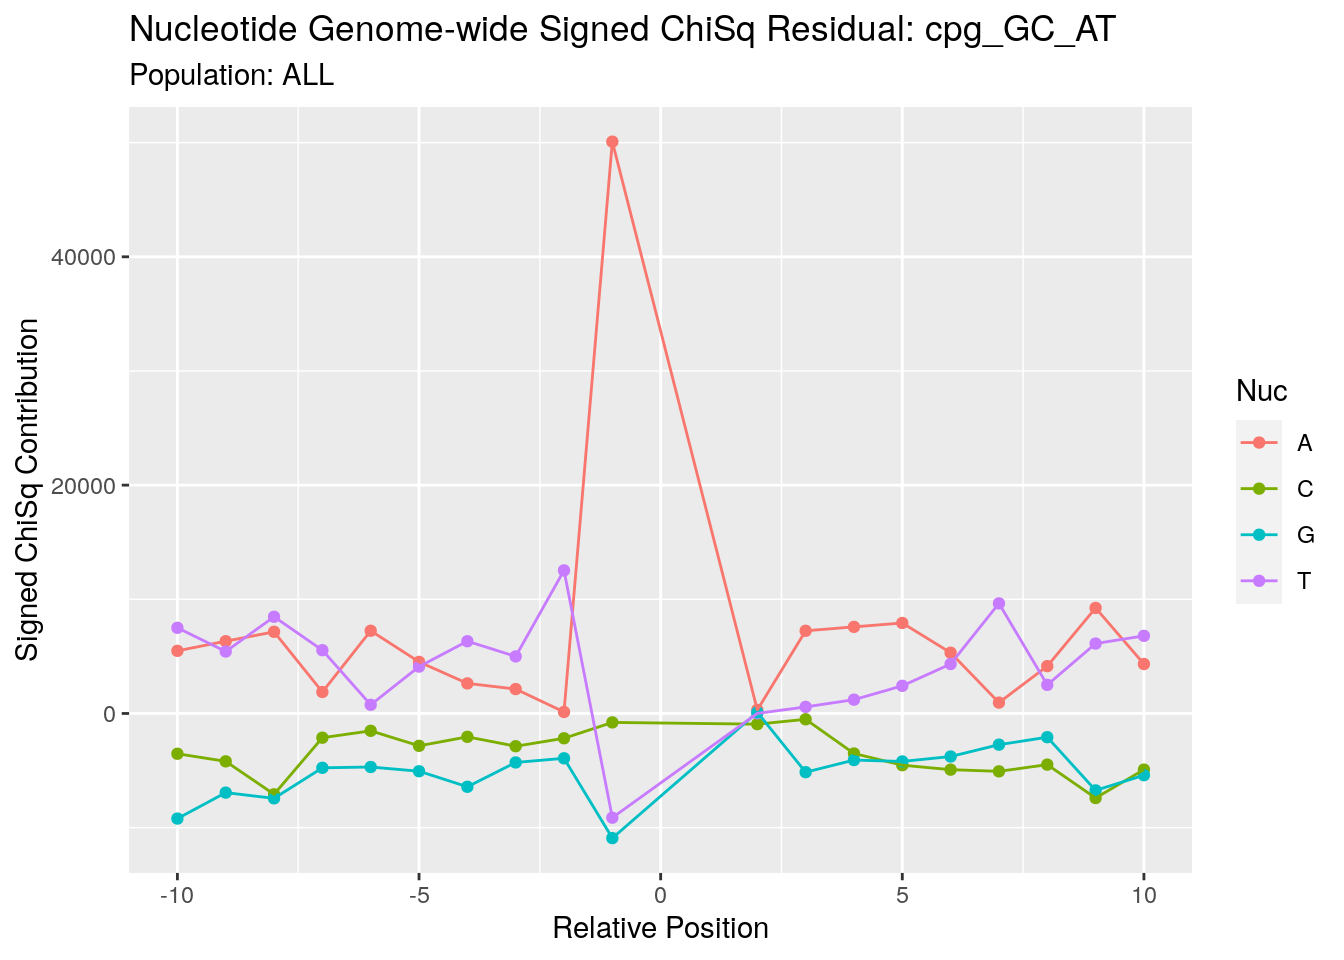 Nucleotide Genome-wide Signed ChiSq Residual: cpg_GC_AT
Population: ALL
Signed ChiSq Contribution
40000
20000
0
-10
-5
0
5
10
Relative Position
Nuc
A
C
G
T